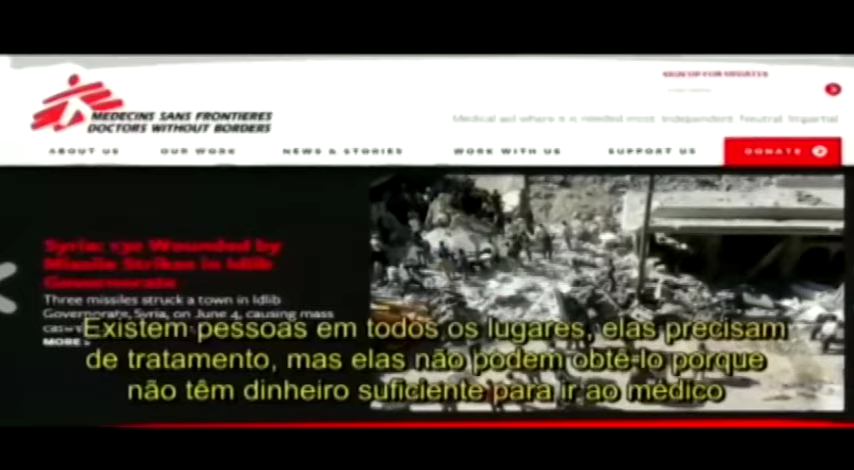 SIGN UP FOR UPDATES
MEDECINS SANS FRONTIERES
DOCTORS WITHOUT BORDERS
Medical aid where it is needed most. Independent. Neutral. Impartial.
ABOUT US OUR WORK NEWS & STORIES WORK WITH US SUPPORT US DONATE
Syria: 130 Wounded by
Missile Strikes in Idlib
Governorate
Three missiles struck a town in Idlib
Governorate, Syria, on June 4, causing mass
MORE
Existem pessoas em todos os lugares, elas precisam
de tratamento, mas elas não podem obtê-lo porque
não têm dinheiro suficiente para ir ao médico